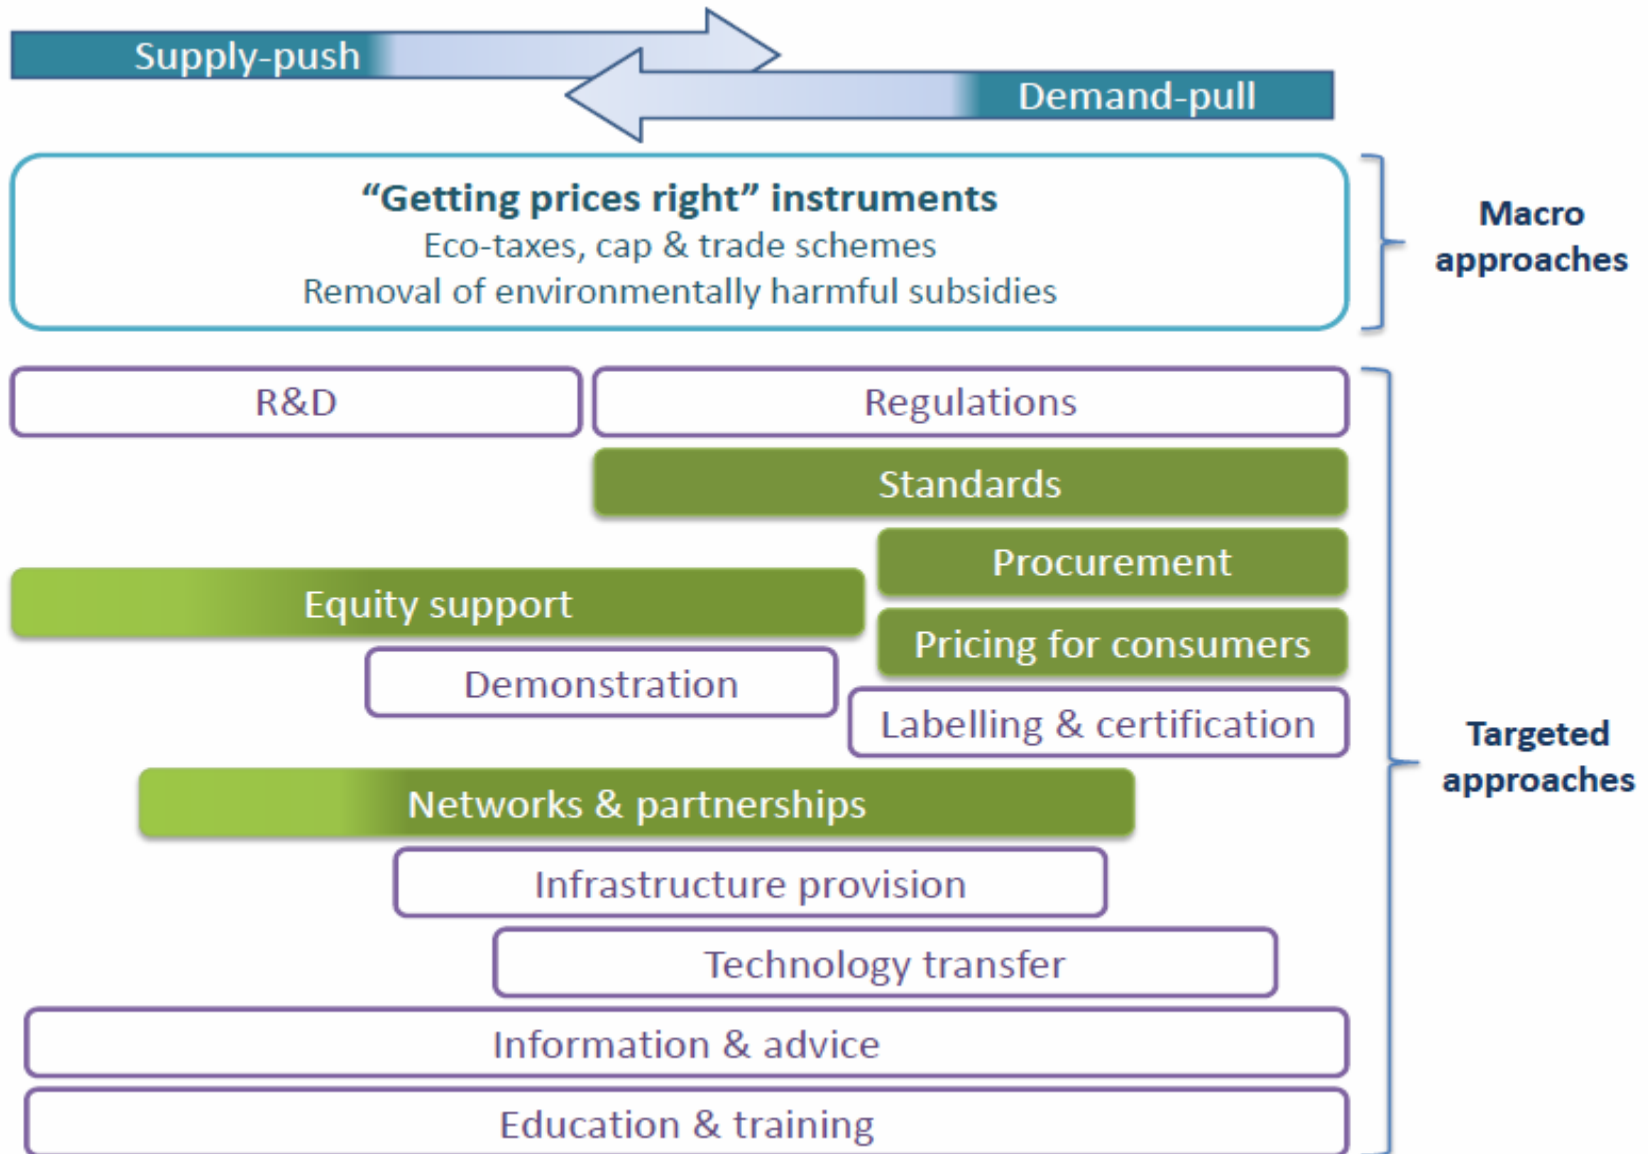 Supply-push
Demand-pull
“Getting prices right” instruments
Eco-taxes, cap & trade schemes
Removal of environmentally harmful subsidies
Macro
approaches
R&D
Regulations
Standards
Procurement
Equity support
Pricing for consumers
Demonstration
Labelling & certification
Targeted
approaches
Networks & partnerships
Infrastructure provision
Technology transfer
Information & advice
Education & training